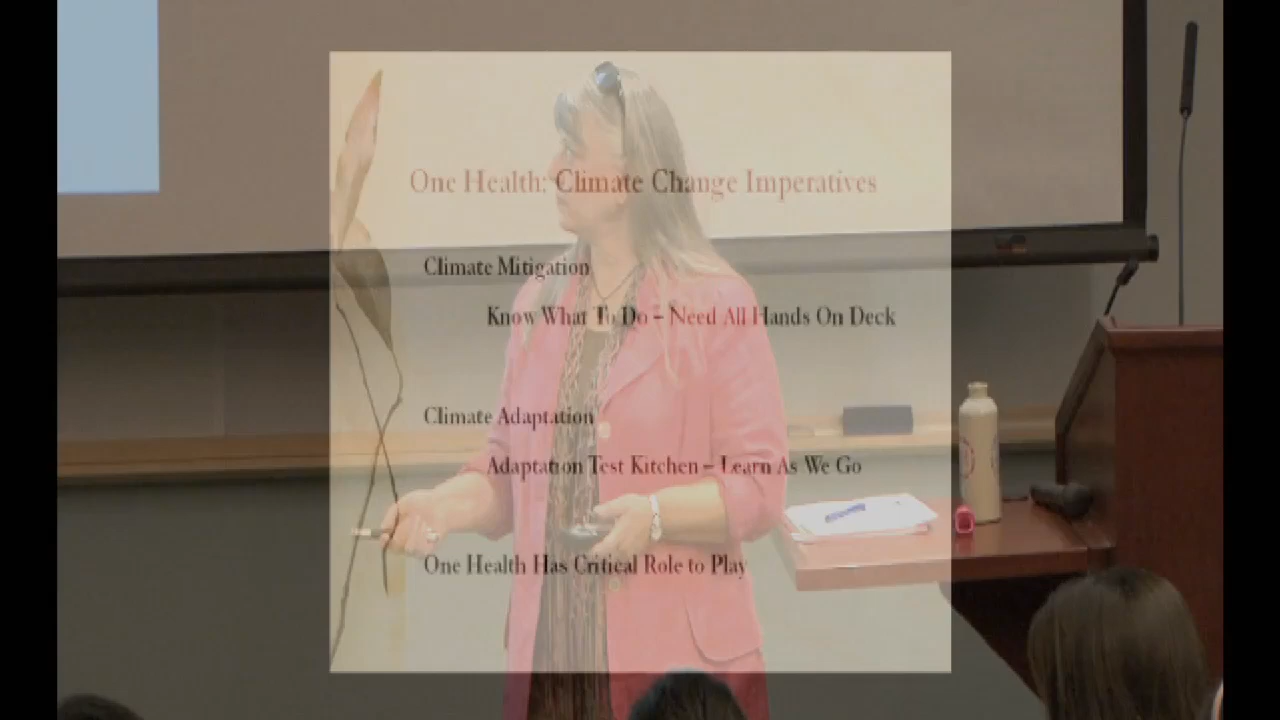 One Health: Climate Change Imperatives
Climate Mitigation
Know What To Do – Need All Hands On Deck
Climate Adaptation
Adaptation Test Kitchen – Learn As We Go
One Health Has Critical Role to Play